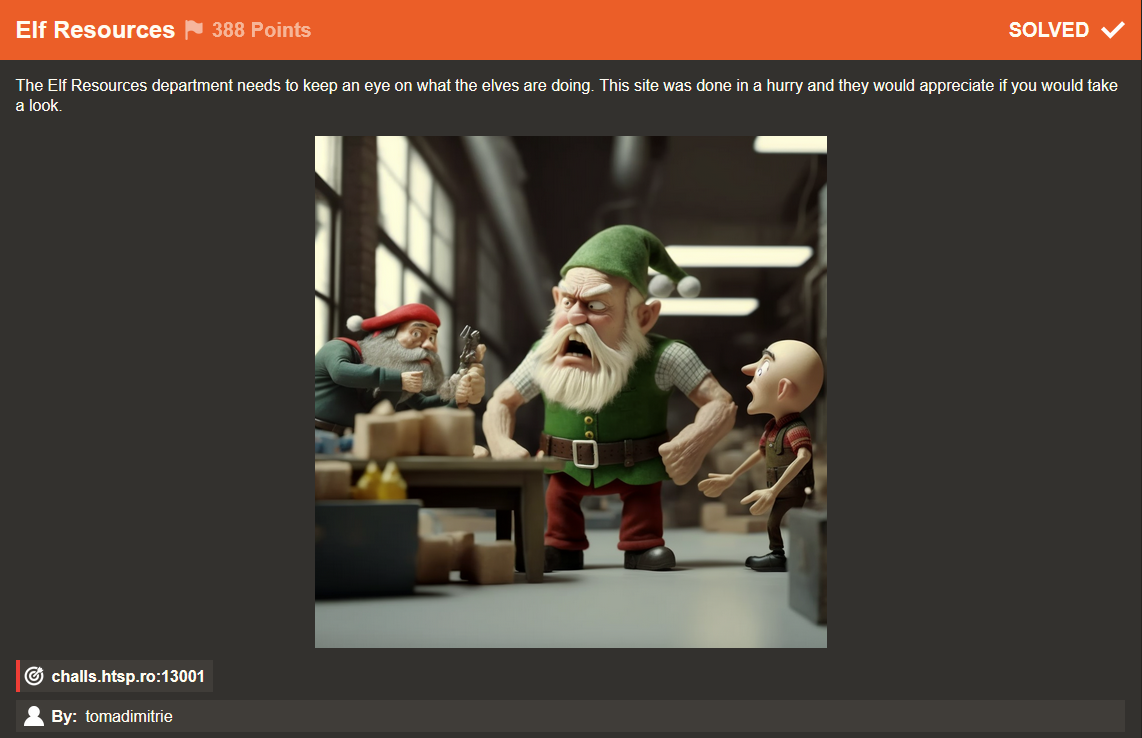 Elf Resources 388 Points SOLVED
The Elf Resources department needs to keep an eye on what the elves are doing. This site was done in a hurry and they would appreciate if you would take
a look.
challs.htsp.ro:13001
By: tomadimitrie